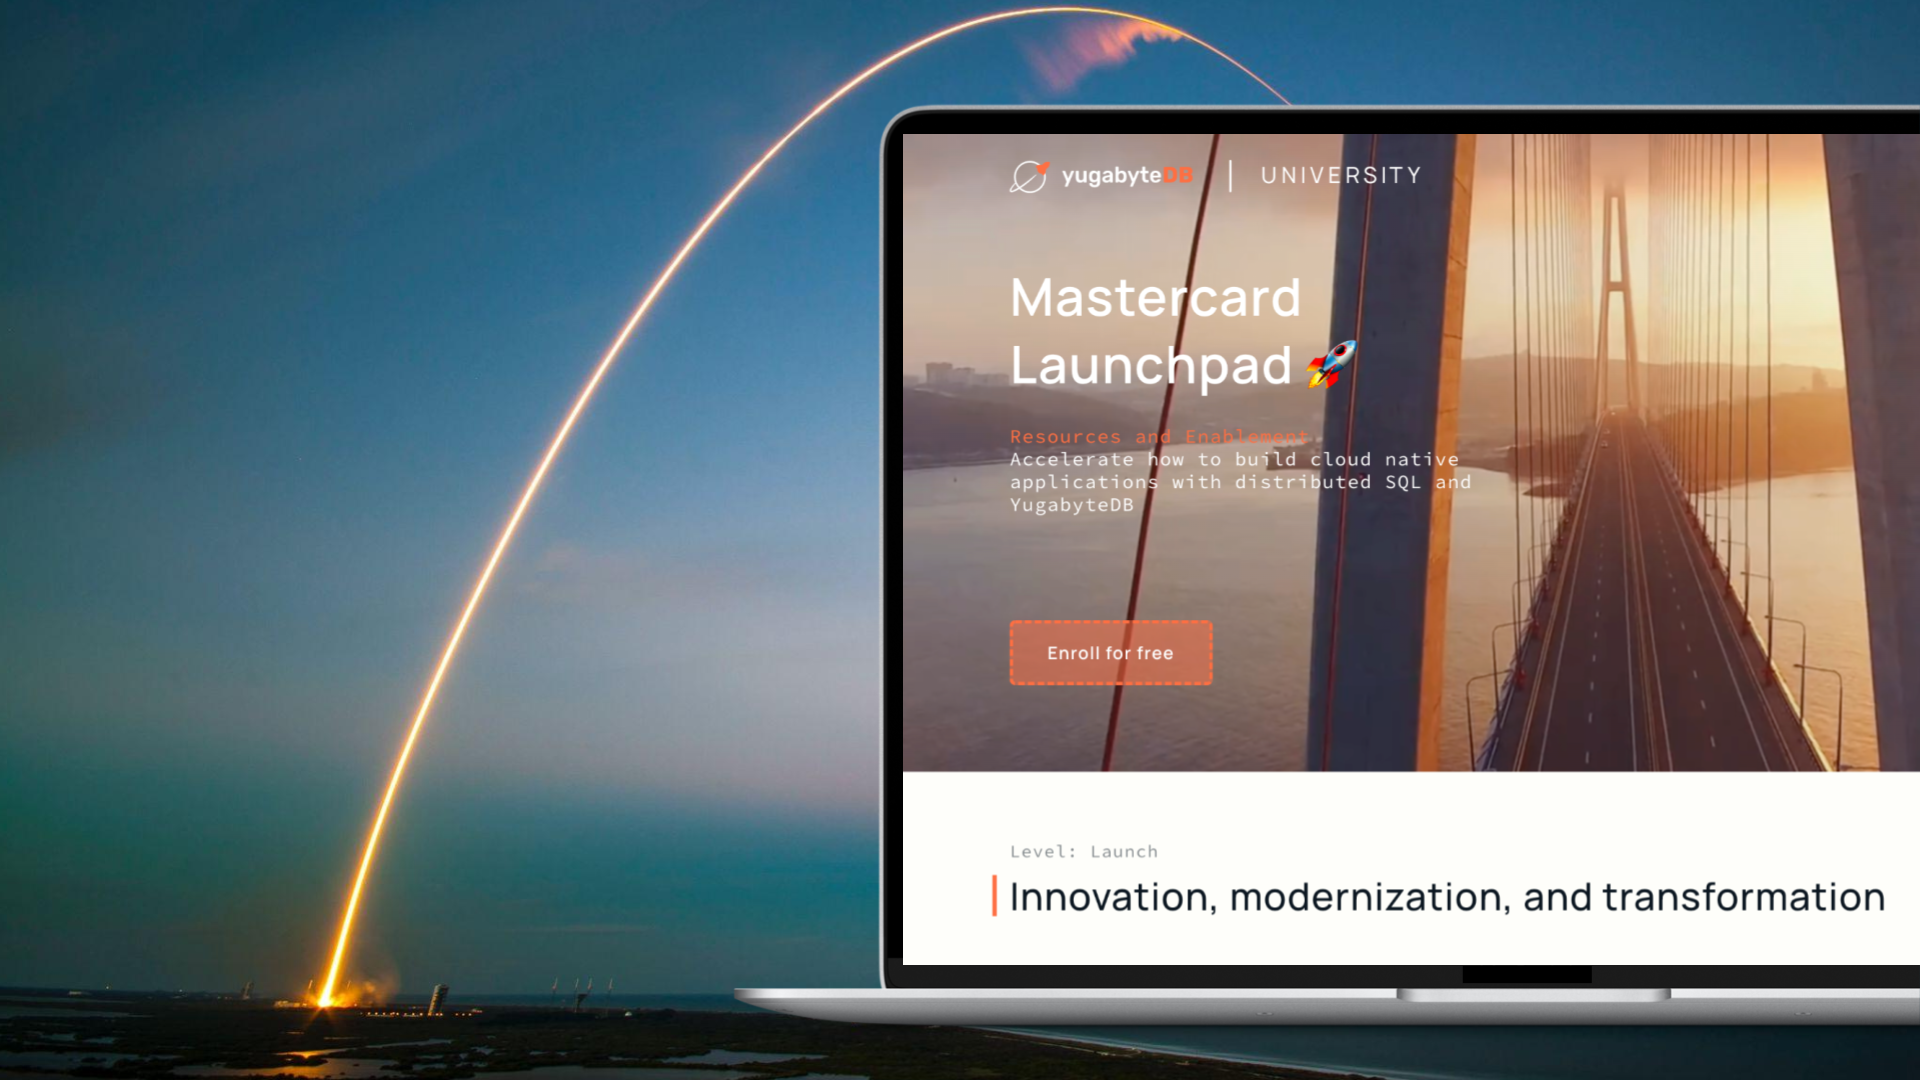 yugabyteDB | UNIVERSITY
Mastercard
Launchpad 🚀
Resources and Enablement
Accelerate how to build cloud native
applications with distributed SQL and
YugabyteDB
Enroll for free
Level: Launch
Innovation, modernization, and transformation